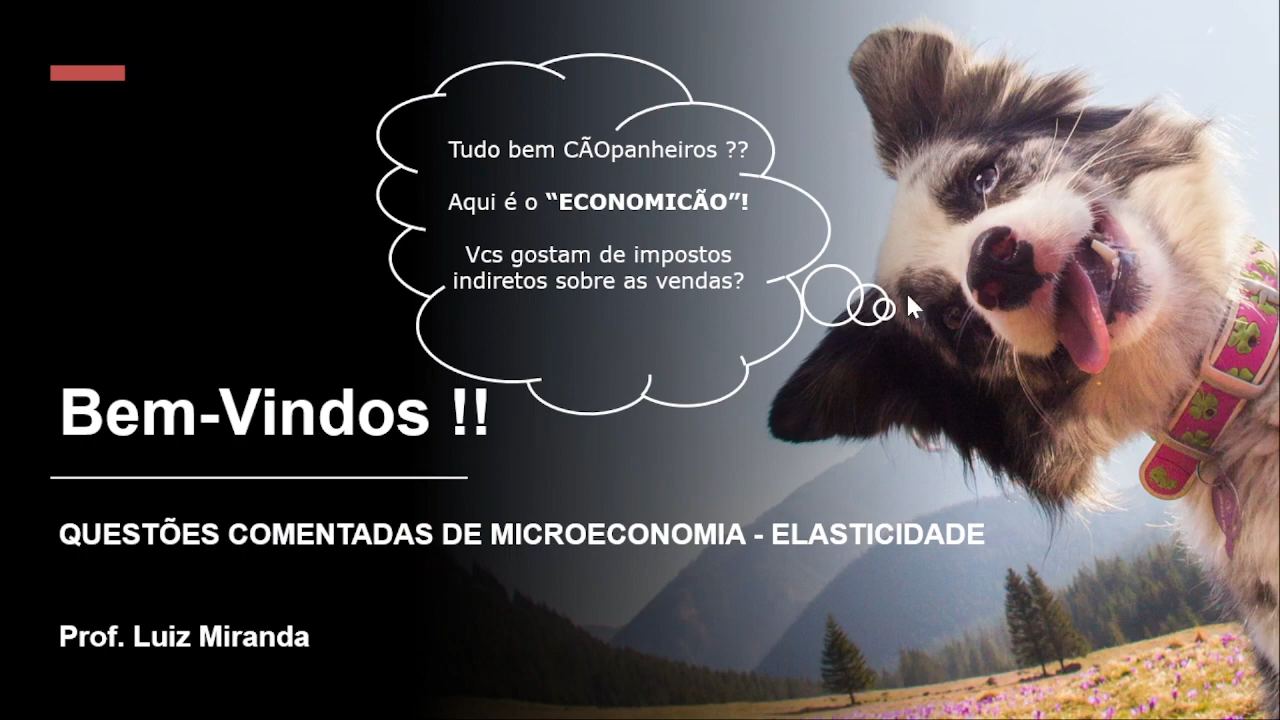 Tudo bem CÃOpanheiros ??
Aqui é o “ECONOMICÃO”!
Vcs gostam de impostos
indiretos sobre as vendas?
Bem-Vindos !!
QUESTÕES COMENTADAS DE MICROECONOMIA - ELASTICIDADE
Prof. Luiz Miranda